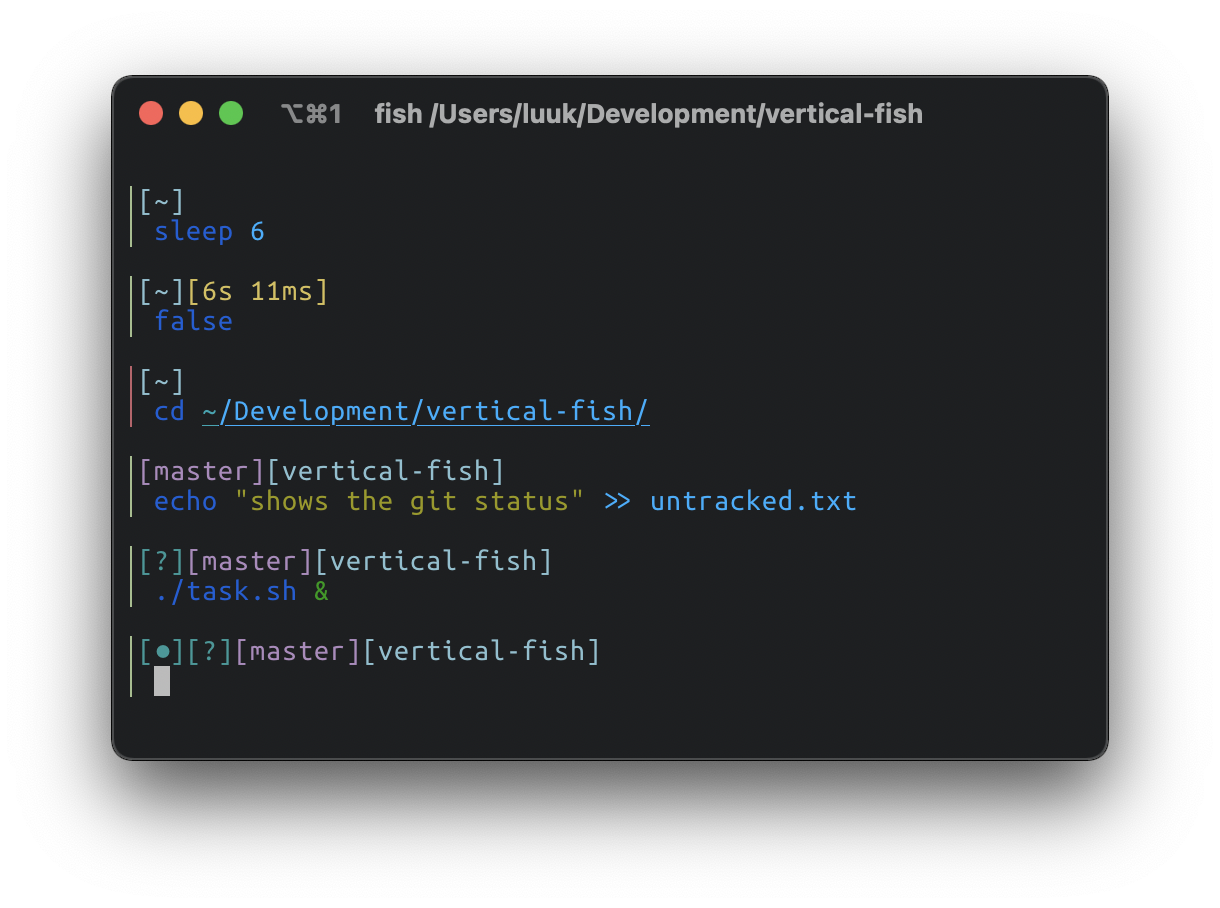 ⌥⌘1 fish /Users/luuk/Development/vertical-fish
[~]
sleep 6
[~][6s 11ms]
false
[~]
cd ~/Development/vertical-fish/
[master][vertical-fish]
echo "shows the git status" >> untracked.txt
[?][master][vertical-fish]
./task.sh &
[●][?][master][vertical-fish]